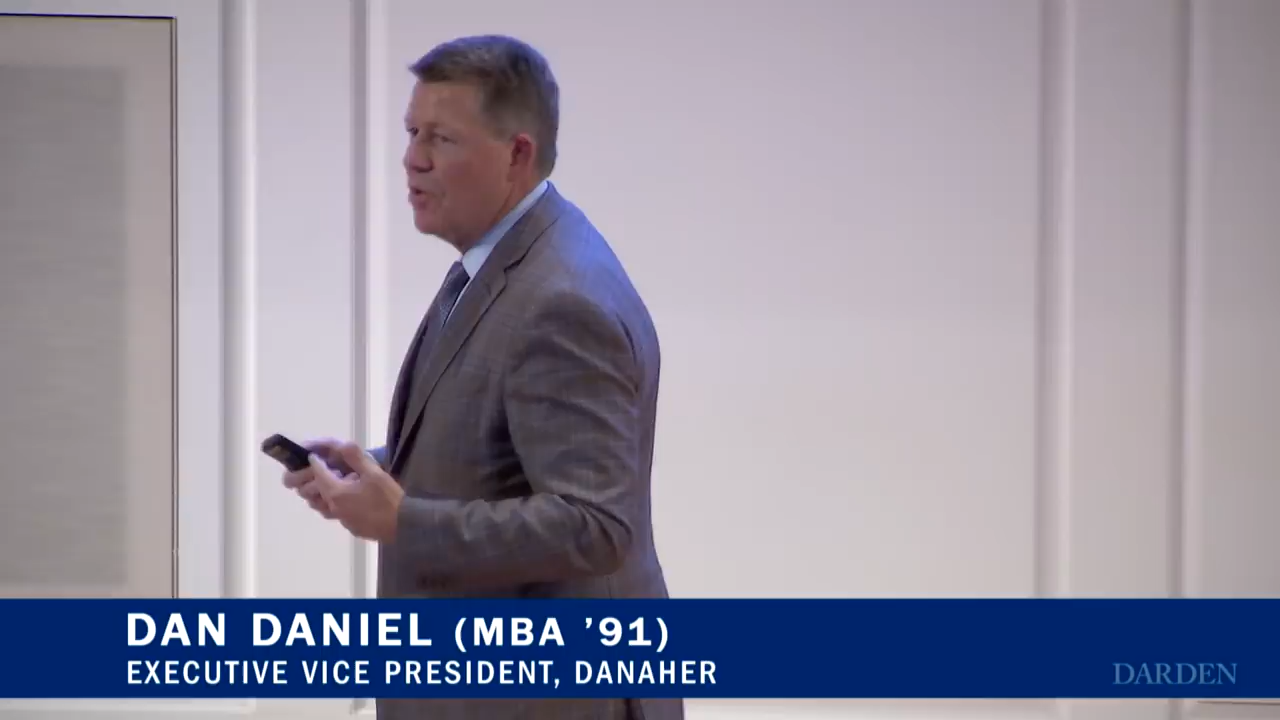 DAN DANIEL (MBA ’91)
EXECUTIVE VICE PRESIDENT, DANAHER
DARDEN